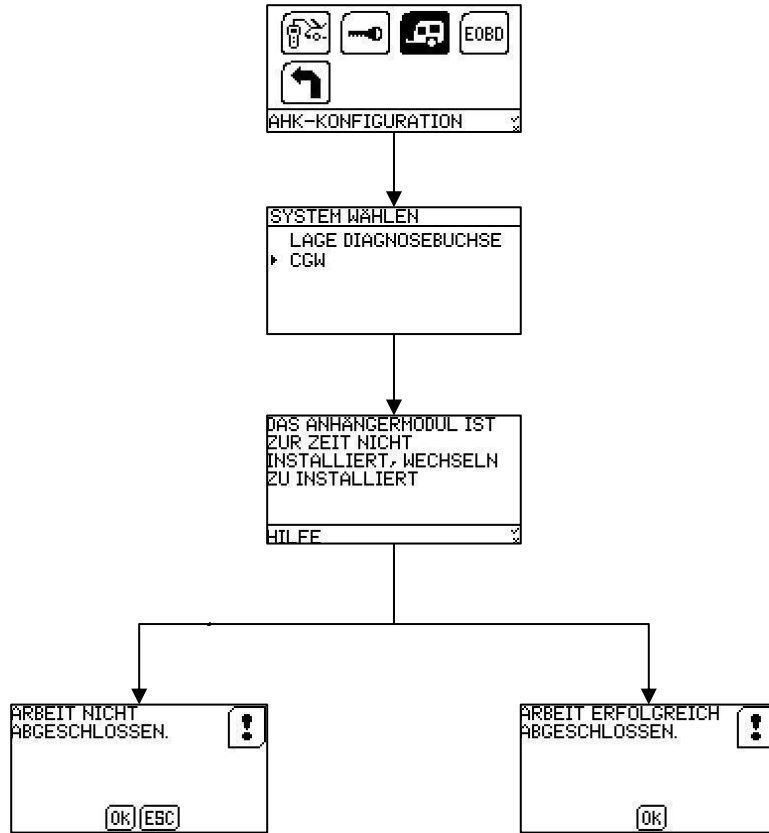 EOBD
AHK-KONFIGURATION
SYSTEM WÄHLEN
LAGE DIAGNOSEBUCHSE
CGW
DAS ANHÄNGERMODUL IST
ZUR ZEIT NICHT
INSTALLIERT, WECHSELN
ZU INSTALLIERT
HILFE
ARBEIT NICHT
ABGESCHLOSSEN.
OK ESC
ARBEIT ERFOLGREICH
ABGESCHLOSSEN.
OK